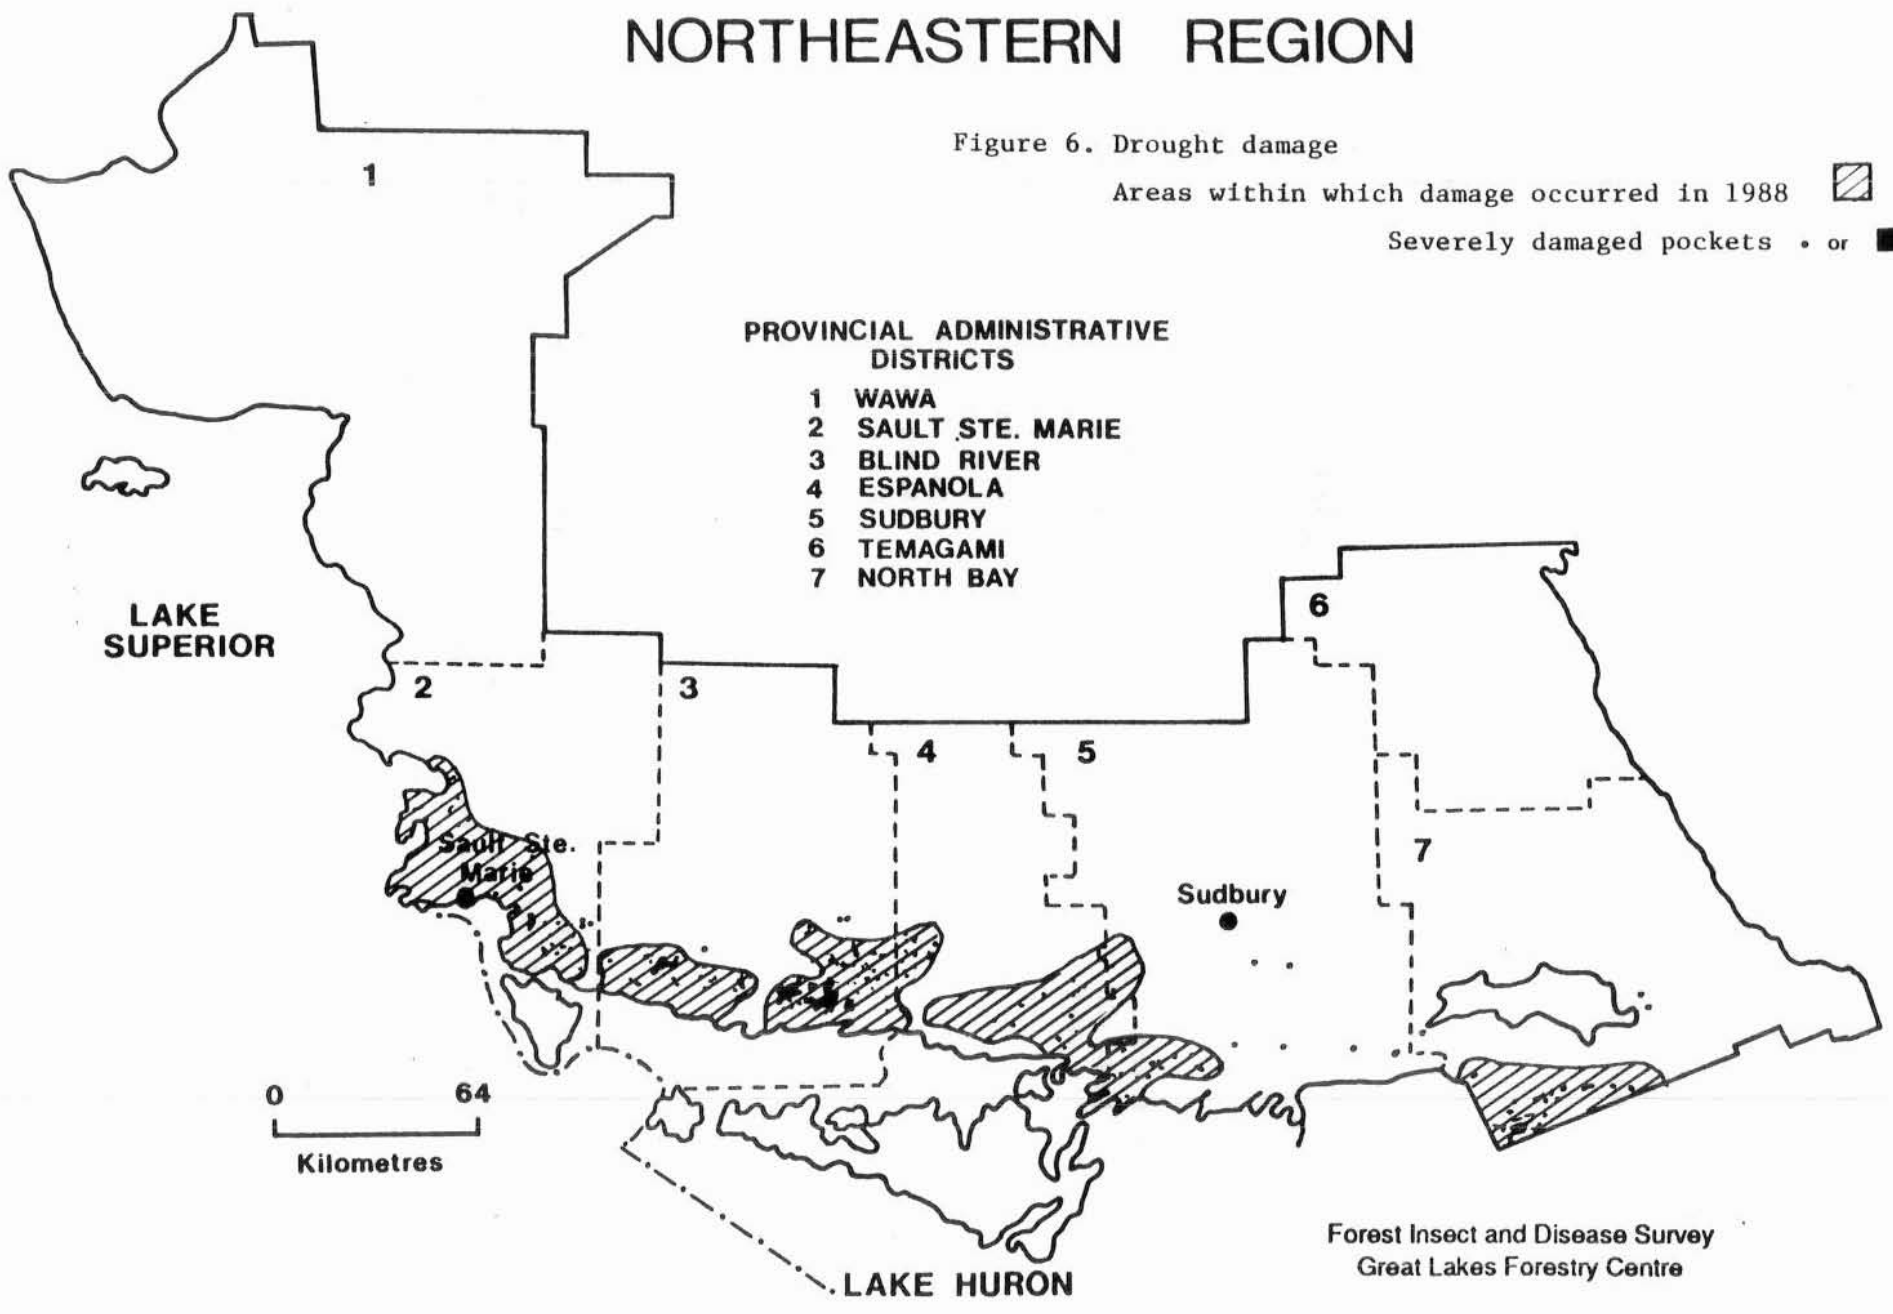 NORTHEASTERN REGION
Figure 6. Drought damage
Areas within which damage occurred in 1988
Severely damaged pockets • or ■
PROVINCIAL ADMINISTRATIVE
DISTRICTS
1 WAWA
2 SAULT STE. MARIE
3 BLIND RIVER
4 ESPANOLA
5 SUDBURY
6 TEMAGAMI
7 NORTH BAY
1
LAKE
SUPERIOR
6
2
3
4
5
7
Sault Ste.
Marie
Sudbury
0 64
Kilometres
LAKE HURON
Forest Insect and Disease Survey
Great Lakes Forestry Centre